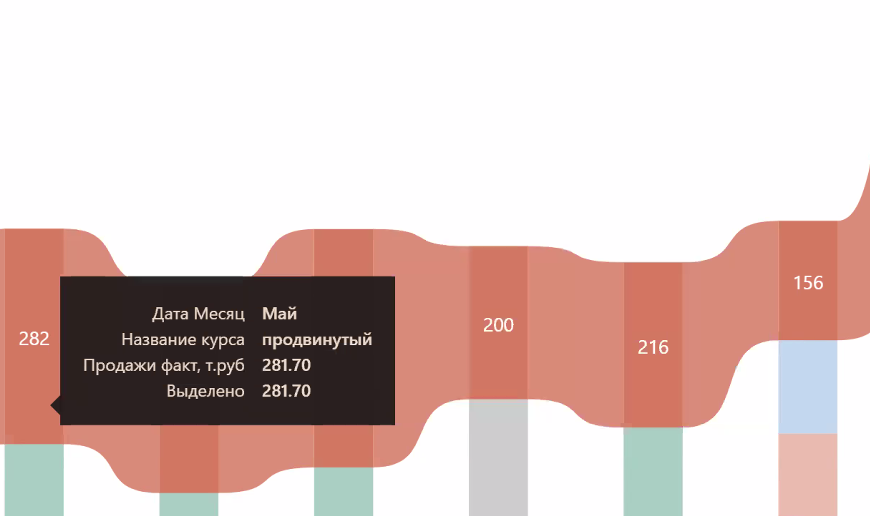 156
Дата Месяц Май
200
282
Название курса продвинутый
216
Продажи факт, т.руб 281.70
Выделено 281.70